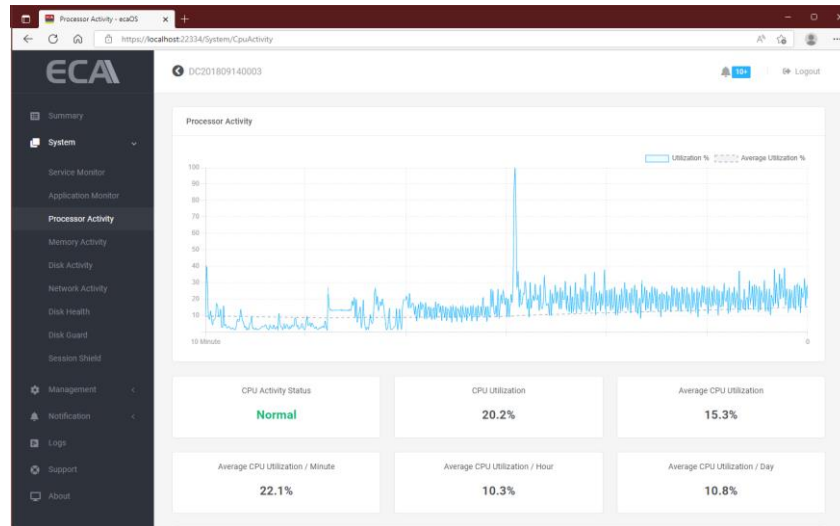 Processor Activity - ecaOS
https://localhost:22334/System/CpuActivity
ECA
DC201809140003
10+
Logout
Summary
System
Service Monitor
Application Monitor
Processor Activity
Memory Activity
Disk Activity
Network Activity
Disk Health
Disk Guard
Session Shield
Management
Notification
Logs
Support
About
Processor Activity
Utilization % Average Utilization %
100
90
80
70
60
50
40
30
20
10
10 Minute 0
CPU Activity Status
Normal
CPU Utilization
20.2%
Average CPU Utilization
15.3%
Average CPU Utilization / Minute
22.1%
Average CPU Utilization / Hour
10.3%
Average CPU Utilization / Day
10.8%